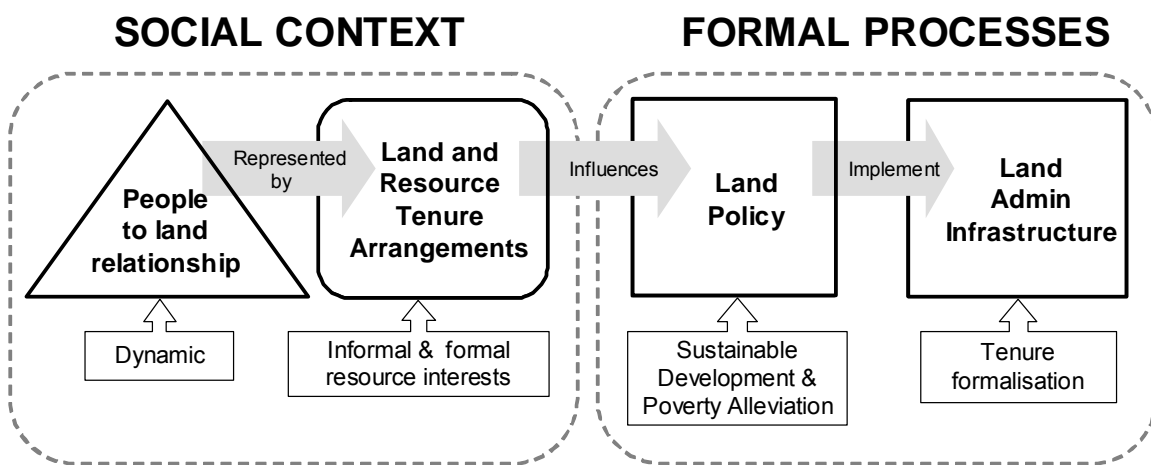 SOCIAL CONTEXT
FORMAL PROCESSES
People
to land
relationship
Represented
by
Land and
Resource
Tenure
Arrangements
Influences
Land
Policy
Implement
Land
Admin
Infrastructure
Dynamic
Informal & formal
resource interests
Sustainable
Development &
Poverty Alleviation
Tenure
formalisation